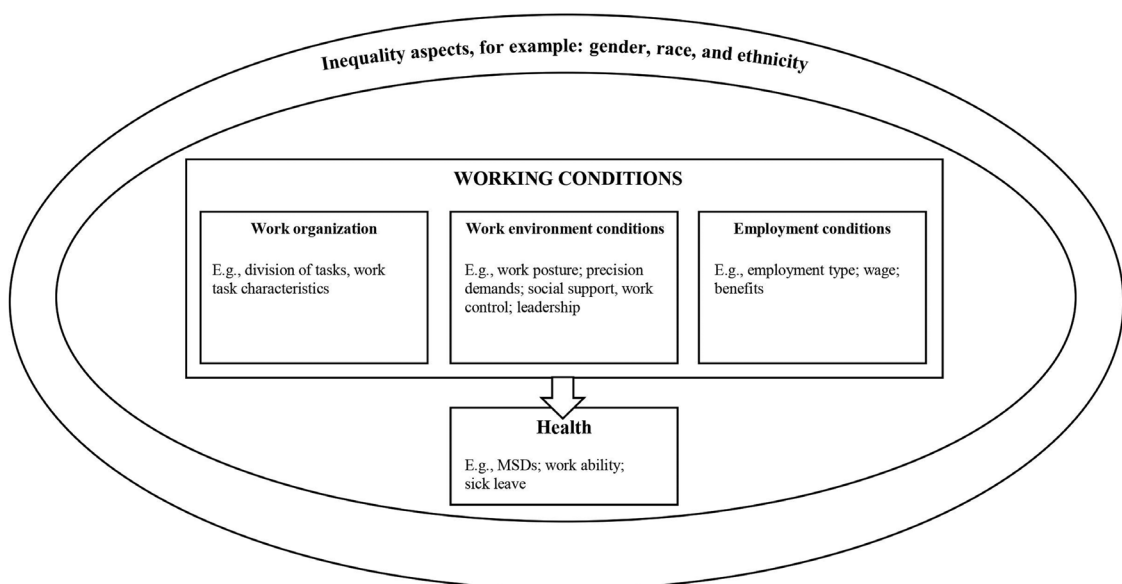 Inequality aspects, for example: gender, race, and ethnicity
WORKING CONDITIONS
Work organization
E.g., division of tasks, work
task characteristics
Work environment conditions
E.g., work posture; precision
demands; social support, work
control; leadership
Employment conditions
E.g., employment type; wage;
benefits
Health
E.g., MSDs; work ability;
sick leave